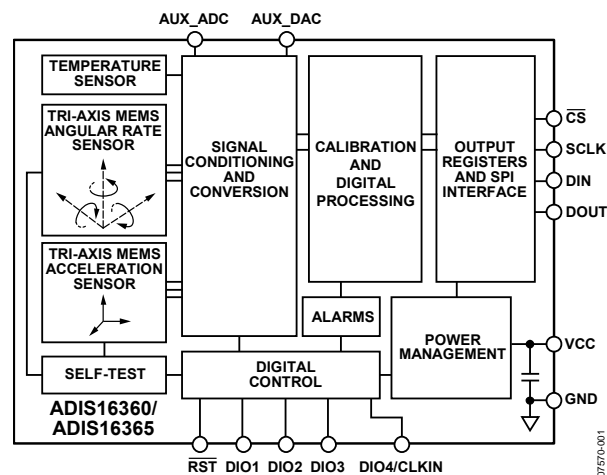 AUX_ADC
AUX_DAC
TEMPERATURE
SENSOR
TRI-AXIS MEMS
ANGULAR RATE
SENSOR
TRI-AXIS MEMS
ACCELERATION
SENSOR
SELF-TEST
SIGNAL
CONDITIONING
AND
CONVERSION
CALIBRATION
AND
DIGITAL
PROCESSING
OUTPUT
REGISTERS
AND SPI
INTERFACE
CS
SCLK
DIN
DOUT
ALARMS
POWER
MANAGEMENT
DIGITAL
CONTROL
VCC
GND
ADIS16360/
ADIS16365
RST
DIO1
DIO2
DIO3
DIO4/CLKIN
07570-001